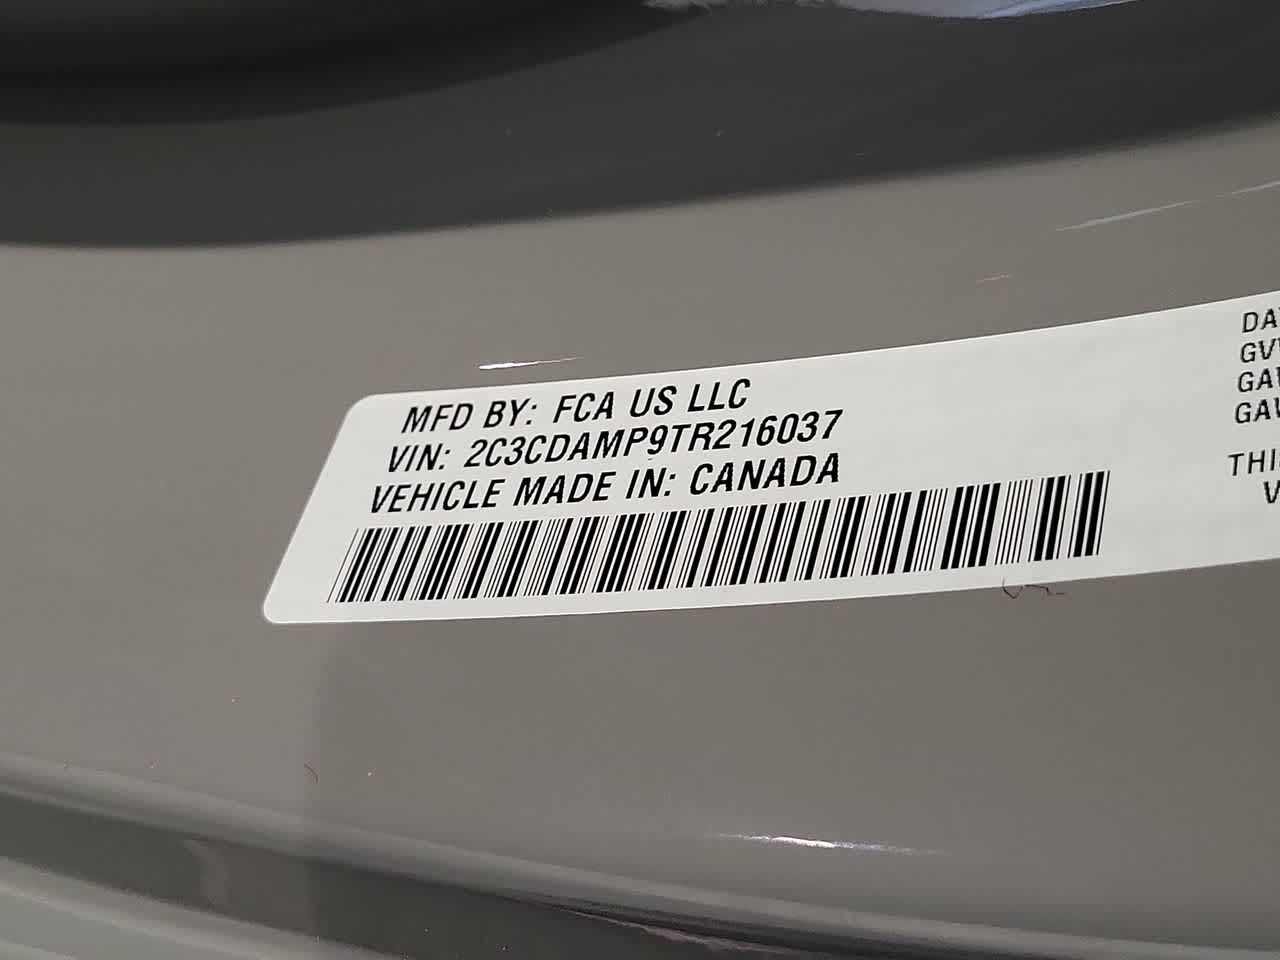 MFD BY: FCA US LLC
VIN: 2C3CDAMP9TR216037
VEHICLE MADE IN: CANADA